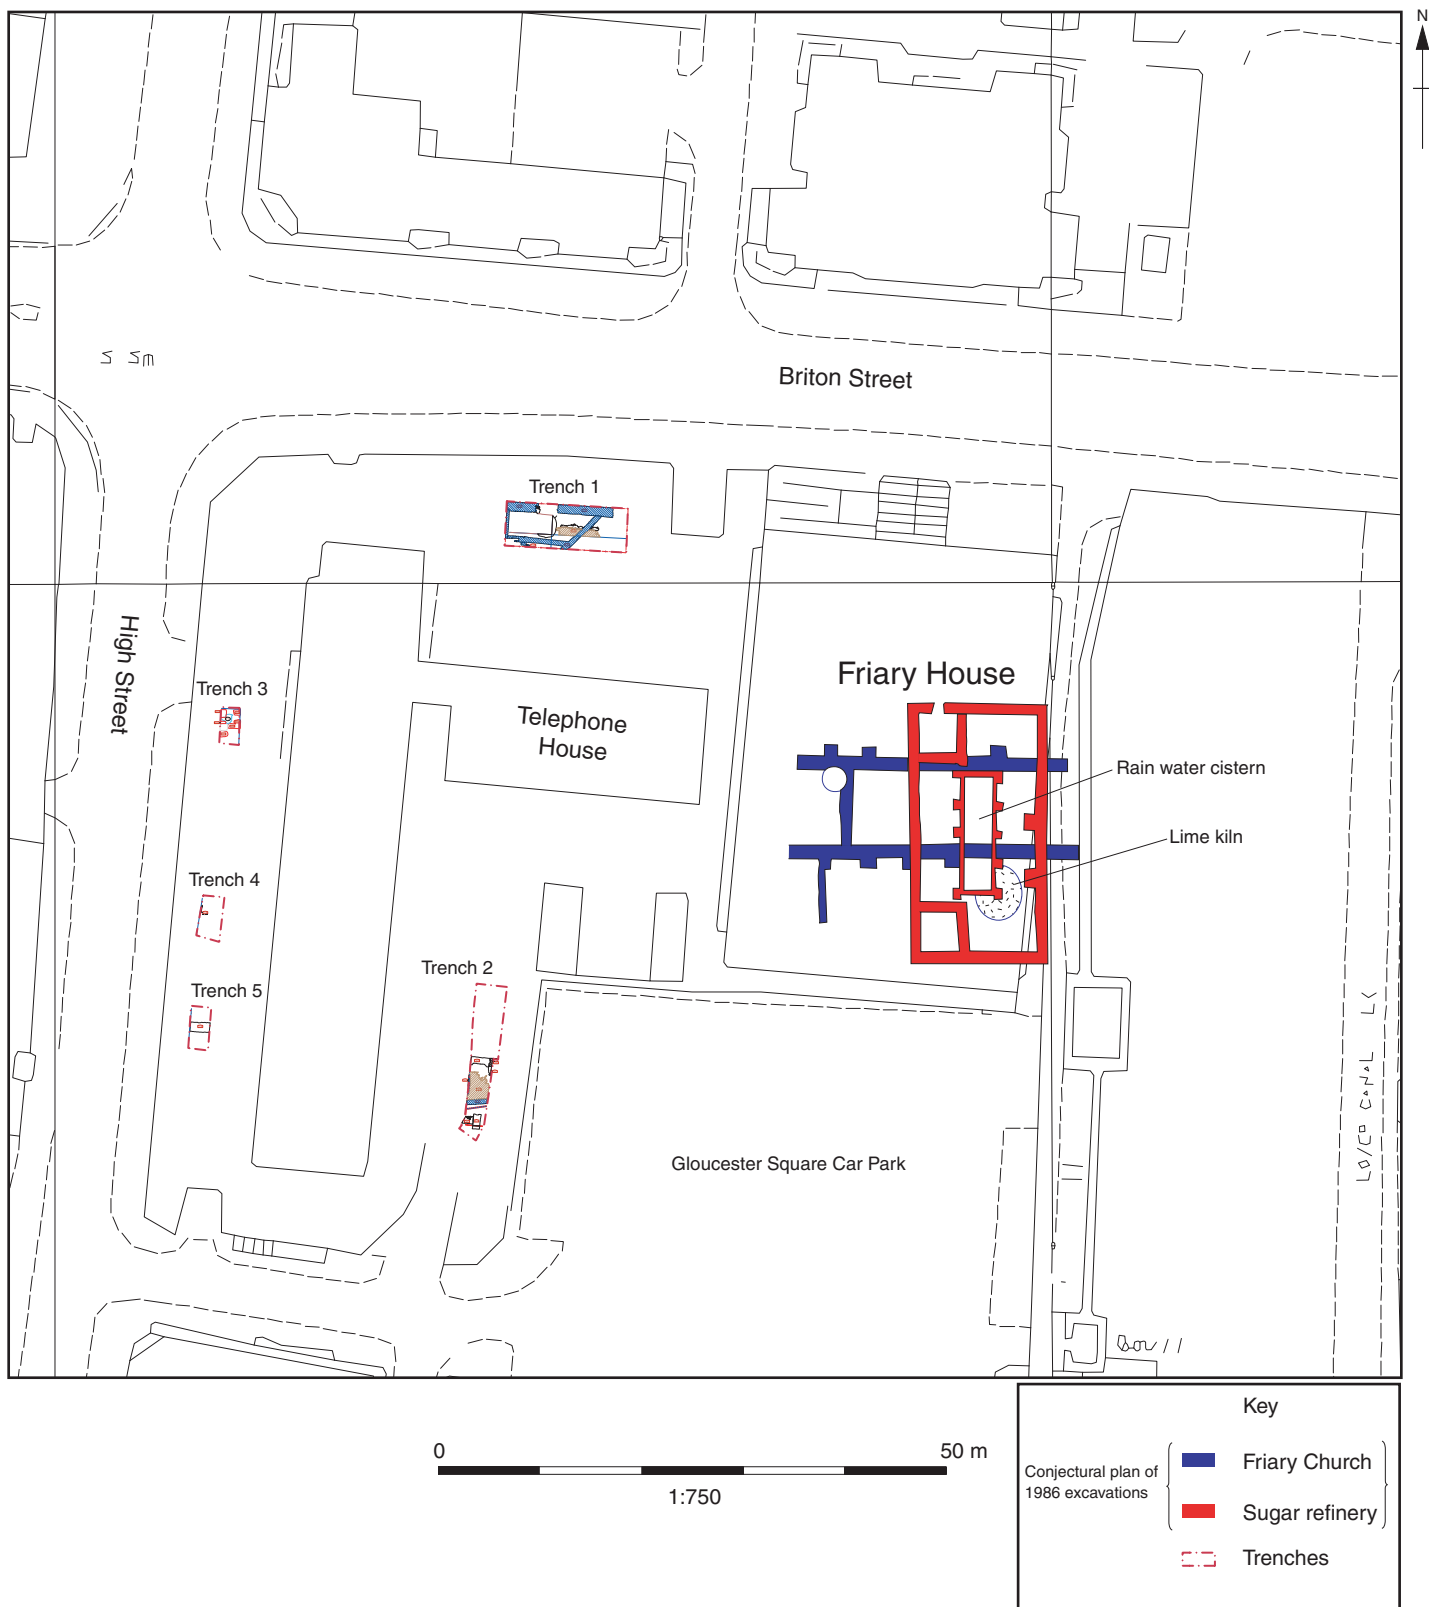 N
Briton Street
Trench 1
High Street
Friary House
Trench 3
Telephone
House
Rain water cistern
Lime kiln
Trench 4
Trench 2
Trench 5
Gloucester Square Car Park
0
50 m
1:750
Key
Conjectural plan of
1986 excavations
Friary Church
Sugar refinery
Trenches